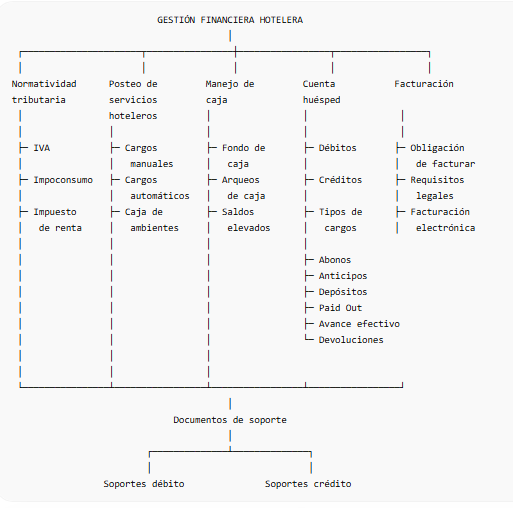 GESTIÓN FINANCIERA HOTELERA
Normatividad Posteo de Manejo de Cuenta Facturación
tributaria servicios caja huésped
hoteleros
IVA Cargos Fondo de Débitos Obligación
manuales caja de facturar
Impoconsumo Cargos Arqueos Créditos Requisitos
automáticos de caja legales
Impuesto Caja de Saldos Tipos de Facturación
de renta ambientes elevados cargos electrónica
Abonos
Anticipos
Depósitos
Paid Out
Avance efectivo
Devoluciones
Documentos de soporte
Soportes débito Soportes crédito